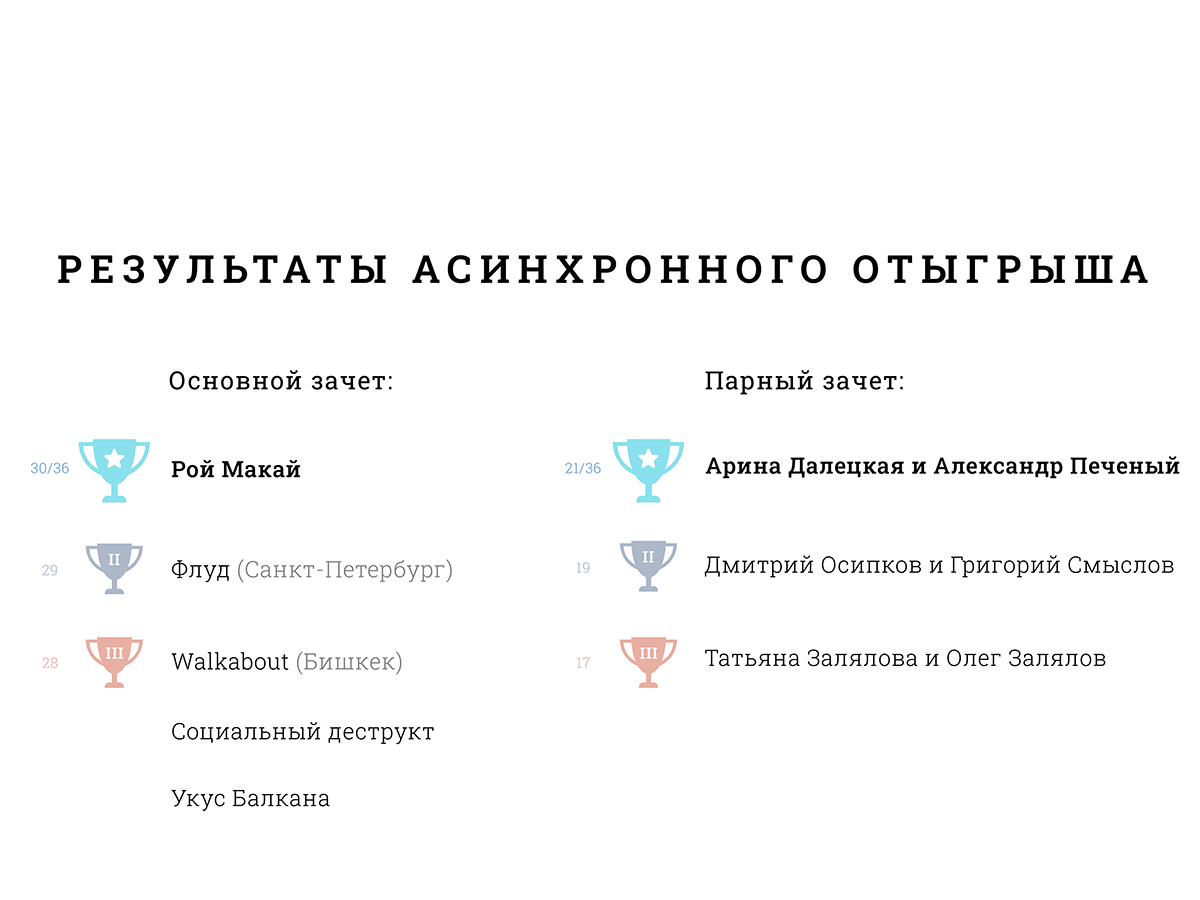 РЕЗУЛЬТАТЫ АСИНХРОННОГО ОТЫГРЫША
Основной зачет:
30/36 Рой Макай
29 II Флуд (Санкт-Петербург)
28 III Walkabout (Бишкек)
Социальный деструкт
Укус Балкана
Парный зачет:
21/36 Арина Далецкая и Александр Печеный
19 II Дмитрий Осипков и Григорий Смыслов
17 III Татьяна Залялова и Олег Залялов